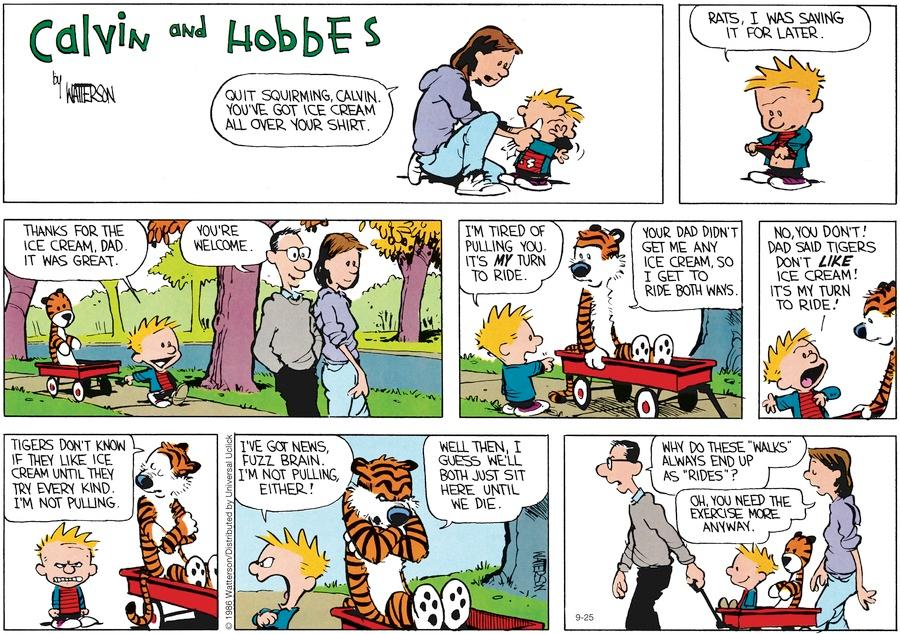 Calvin and Hobbes
by
WATTERSON
QUIT SQUIRMING, CALVIN.
YOU'VE GOT ICE CREAM
ALL OVER YOUR SHIRT.
S
RATS, I WAS SAVING
IT FOR LATER.
THANKS FOR THE
ICE CREAM, DAD.
IT WAS GREAT.
YOU'RE
WELCOME.
I'M TIRED OF
PULLING YOU.
IT'S MY TURN
TO RIDE.
YOUR DAD DIDN'T
GET ME ANY
ICE CREAM, SO
I GET TO
RIDE BOTH WAYS.
NO, YOU DON'T!
DAD SAID TIGERS
DON'T LIKE
ICE CREAM!
IT'S MY TURN
TO RIDE!
TIGERS DON'T KNOW
IF THEY LIKE ICE
CREAM UNTIL THEY
TRY EVERY KIND.
I'M NOT PULLING.
© 1986 Watterson/Distributed by Universal Uclick
I'VE GOT NEWS,
FUZZ BRAIN.
I'M NOT PULLING,
EITHER!
WELL THEN, I
GUESS WE'LL
BOTH JUST SIT
HERE UNTIL
WE DIE.
WATTERSON
WHY DO THESE "WALKS"
ALWAYS END UP
AS "RIDES"?
OH, YOU NEED THE
EXERCISE MORE
ANYWAY.
9-25